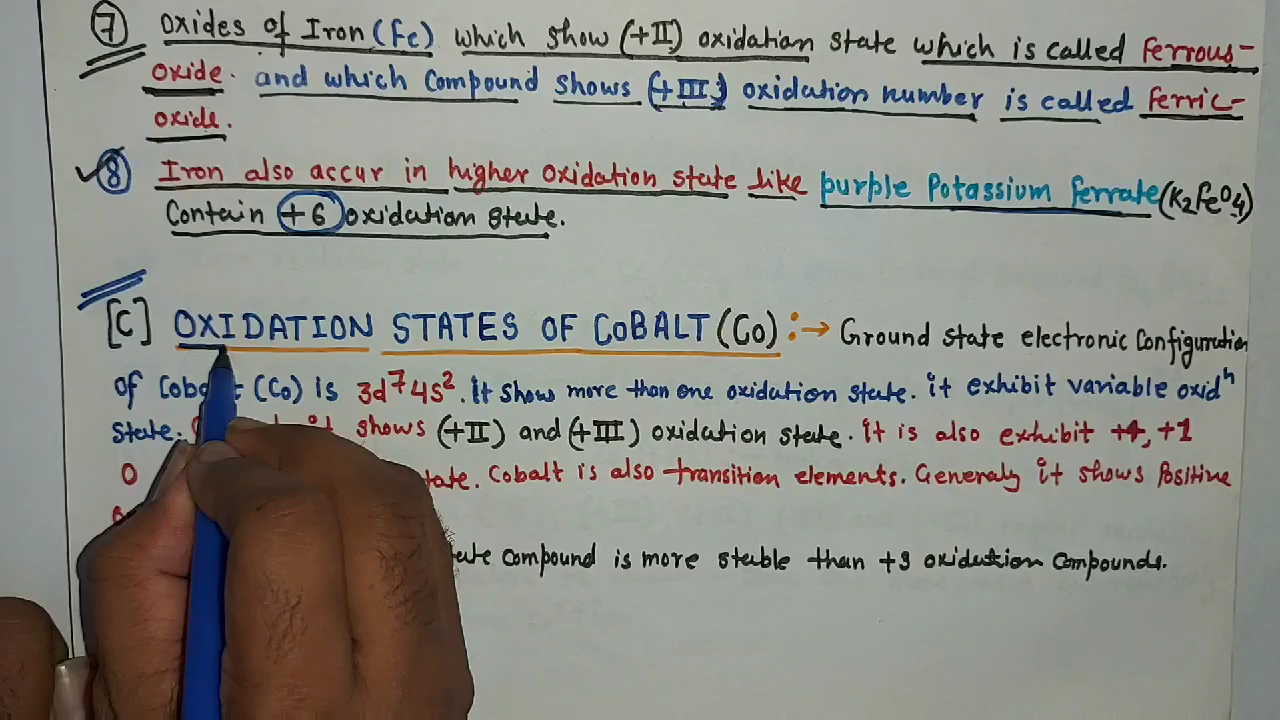 ⑦ Oxides of Iron (Fe) which show (+II) oxidation state which is called Ferrous-
oxide. and which compound shows (+III) oxidation number is called Ferric-
oxide.
⑧ Iron also accur in higher oxidation state like purple Potassium Ferrate (K2FeO4)
Contain +6 oxidation state.
[C] OXIDATION STATES OF COBALT (Co) :→ Ground state electronic Configuration
of (Co) is 3d⁷4s². It show more than one oxidation state. it exhibit variable oxidⁿ
state. it shows (+II) and (+III) oxidation state. it is also exhibit +4, +1
0 Cobalt is also transition elements. Generaly it shows Positive
compound is more stable than +3 oxidation compounds.